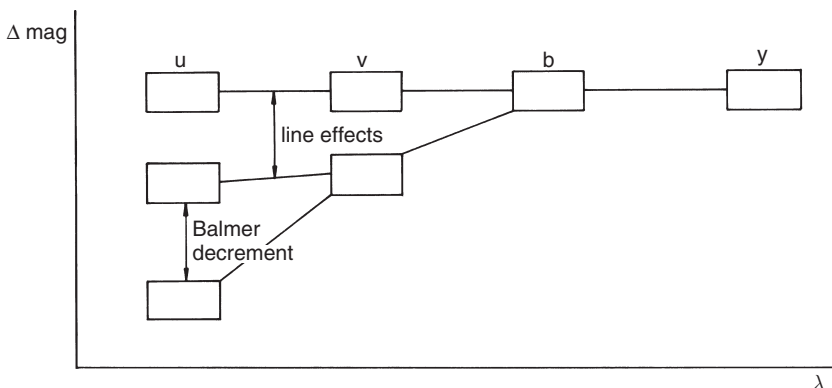 Δ mag
u
v
b
y
line effects
Balmer
decrement
λ